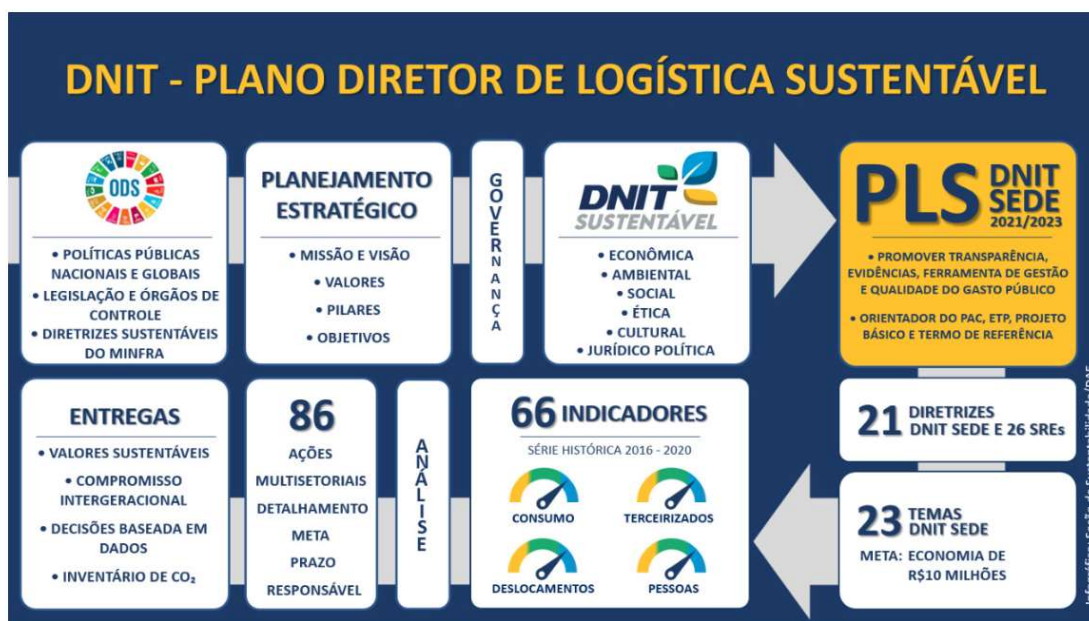 DNIT - PLANO DIRETOR DE LOGÍSTICA SUSTENTÁVEL
ODS
• POLÍTICAS PÚBLICAS
NACIONAIS E GLOBAIS
• LEGISLAÇÃO E ÓRGÃOS DE
CONTROLE
• DIRETRIZES SUSTENTÁVEIS
DO MINFRA
PLANEJAMENTO
ESTRATÉGICO
• MISSÃO E VISÃO
• VALORES
• PILARES
• OBJETIVOS
GOVERNANÇA
DNIT
SUSTENTÁVEL
• ECONÔMICA
• AMBIENTAL
• SOCIAL
• ÉTICA
• CULTURAL
• JURÍDICO POLÍTICA
PLS DNIT
SEDE
2021/2023
• PROMOVER TRANSPARÊNCIA,
EVIDÊNCIAS, FERRAMENTA DE GESTÃO
E QUALIDADE DO GASTO PÚBLICO
• ORIENTADOR DO PAC, ETP, PROJETO
BÁSICO E TERMO DE REFERÊNCIA
21 DIRETRIZES
DNIT SEDE E 26 SREs
23 TEMAS
DNIT SEDE
META: ECONOMIA DE
R$10 MILHÕES
66 INDICADORES
SÉRIE HISTÓRICA 2016 - 2020
CONSUMO
TERCEIRIZADOS
DESLOCAMENTOS
PESSOAS
ANÁLISE
86
AÇÕES
MULTISETORIAIS
DETALHAMENTO
META
PRAZO
RESPONSÁVEL
ENTREGAS
• VALORES SUSTENTÁVEIS
• COMPROMISSO
INTERGERACIONAL
• DECISÕES BASEADA EM
DADOS
• INVENTÁRIO DE CO₂